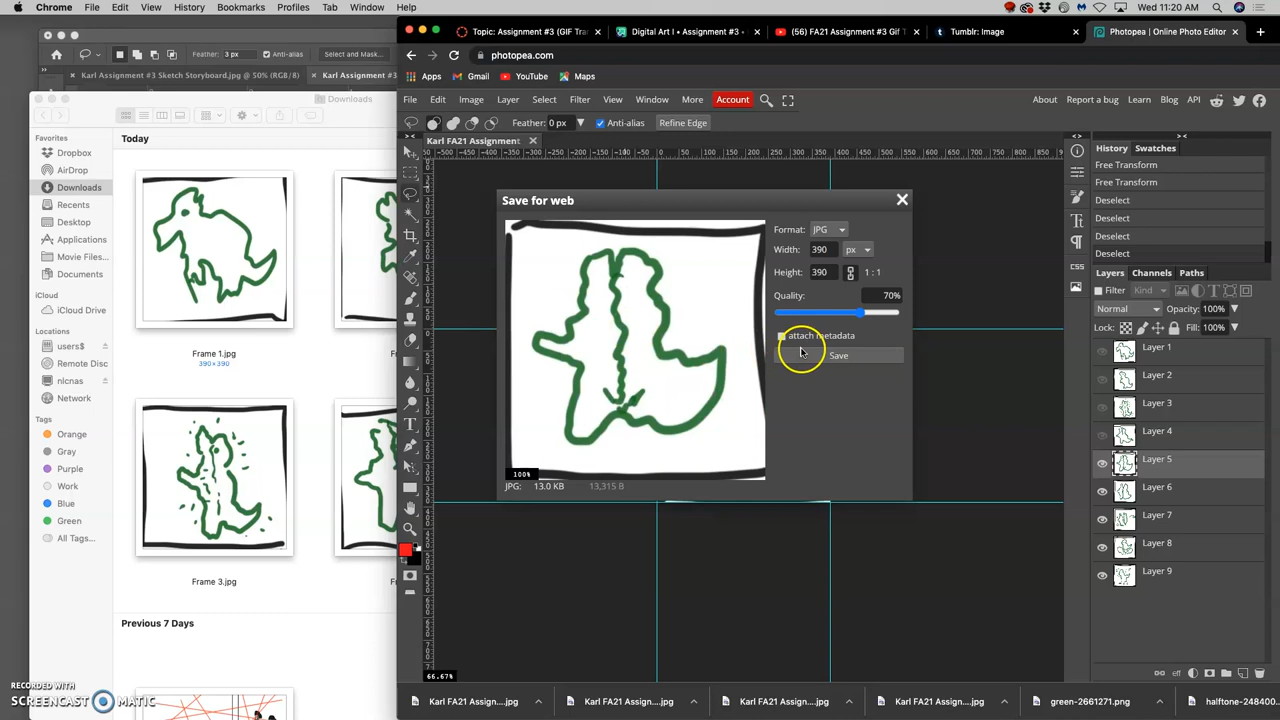 Chrome File Edit View History Bookmarks Profiles Tab Window Help
Wed 11:20 AM
Topic: Assignment #3 (GIF Tra
Digital Art I • Assignment #3 -
(56) FA21 Assignment #3 Gif T
Tumblr: Image
Photopea | Online Photo Editor
photopea.com
Apps Gmail YouTube Maps
Feather: 3 px Anti-alias Select and Mask...
Karl Assignment #3 Sketch Storyboard.jpg @ 50% (RGB/8)
Karl Assignment #3
File Edit Image Layer Select Filter View Window More Account
About Report a bug Learn Blog API
Feather: 0 px Anti-alias Refine Edge
Karl FA21 Assignment
Downloads
Favorites
Dropbox
AirDrop
Downloads
Recents
Desktop
Applications
Movie Files...
Documents
iCloud
iCloud Drive
Locations
users$
Remote Disc
nlcnas
Network
Tags
Orange
Gray
Purple
Work
Blue
Green
All Tags...
Today
Frame 1.jpg
390×390
Frame 3.jpg
Previous 7 Days
Save for web
Format: JPG
Width: 390 px
Height: 390 1 : 1
Quality: 70%
attach metadata
Save
100%
JPG: 13.0 KB 13,315 B
History Swatches
Free Transform
Free Transform
Deselect
Deselect
Deselect
Deselect
Layers Channels Paths
Filter Kind
Normal Opacity: 100%
Lock: Fill: 100%
CSS
Layer 1
Layer 2
Layer 3
Layer 4
Layer 5
Layer 6
Layer 7
Layer 8
Layer 9
66.67%
eff
RECORDED WITH
SCREENCAST MATIC
Karl FA21 Assignm....jpg
Karl FA21 Assignm....jpg
Karl FA21 Assignm....jpg
Karl FA21 Assignm....jpg
green-2661271.png